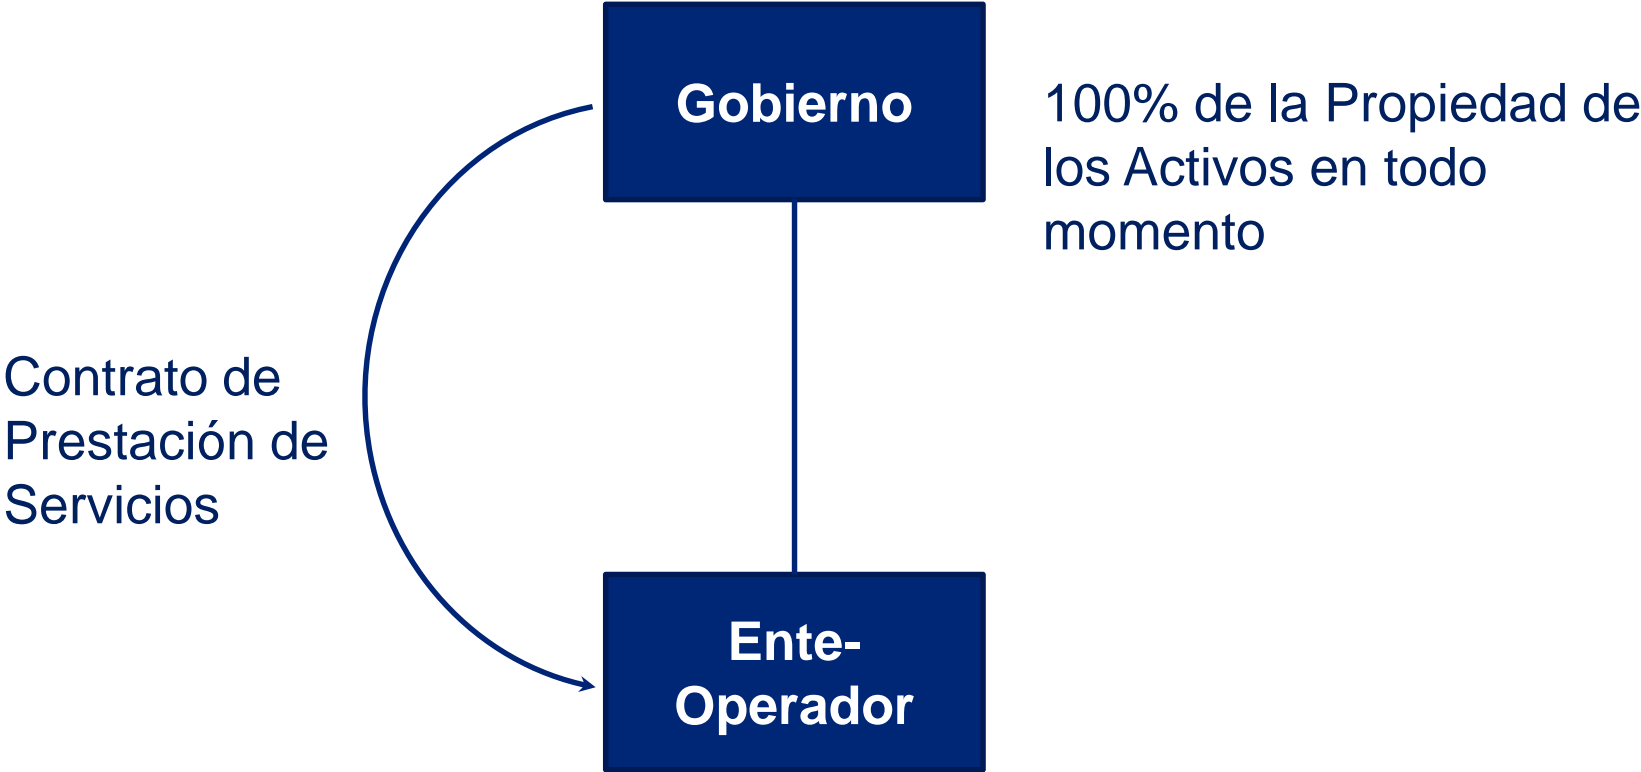 Gobierno
100% de la Propiedad de
los Activos en todo
momento
Contrato de
Prestación de
Servicios
Ente-
Operador